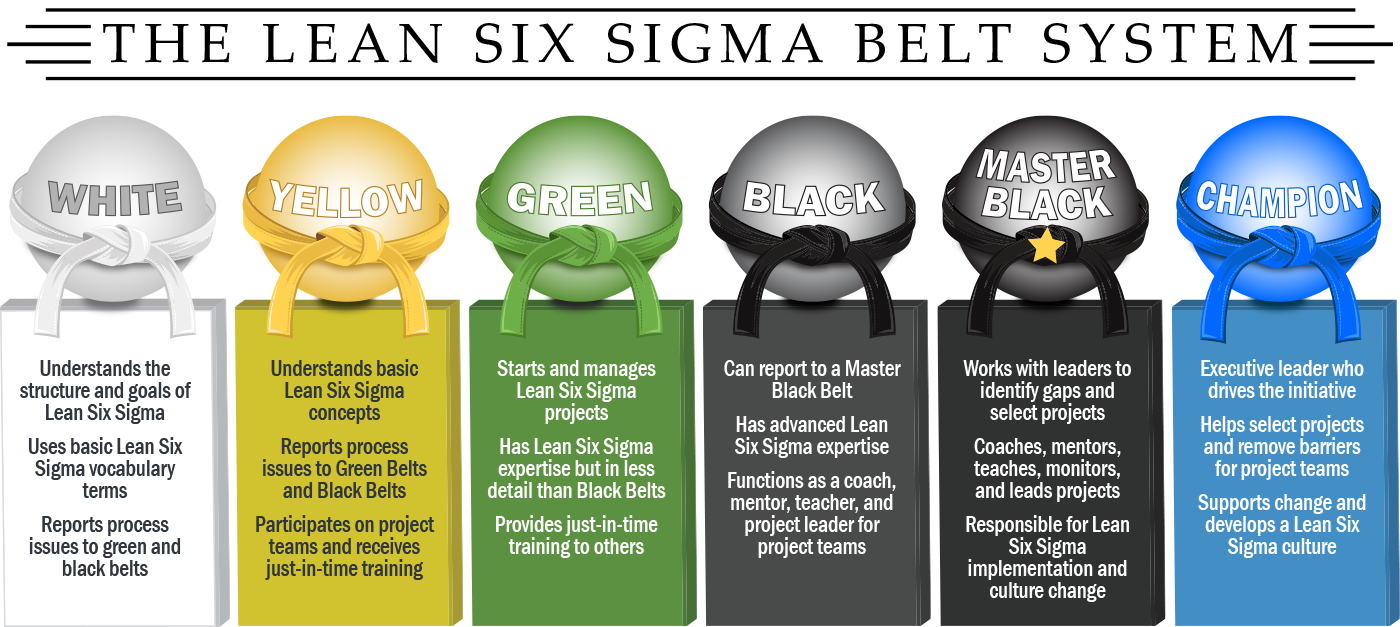 THE LEAN SIX SIGMA BELT SYSTEM
WHITE
Understands the
structure and goals of
Lean Six Sigma
Uses basic Lean Six
Sigma vocabulary
terms
Reports process
issues to green and
black belts
YELLOW
Understands basic
Lean Six Sigma
concepts
Reports process
issues to Green Belts
and Black Belts
Participates on project
teams and receives
just-in-time training
GREEN
Starts and manages
Lean Six Sigma
projects
Has Lean Six Sigma
expertise but in less
detail than Black Belts
Provides just-in-time
training to others
BLACK
Can report to a Master
Black Belt
Has advanced Lean
Six Sigma expertise
Functions as a coach,
mentor, teacher, and
project leader for
project teams
MASTER
BLACK
Works with leaders to
identify gaps and
select projects
Coaches, mentors,
teaches, monitors,
and leads projects
Responsible for Lean
Six Sigma
implementation and
culture change
CHAMPION
Executive leader who
drives the initiative
Helps select projects
and remove barriers
for project teams
Supports change and
develops a Lean Six
Sigma culture